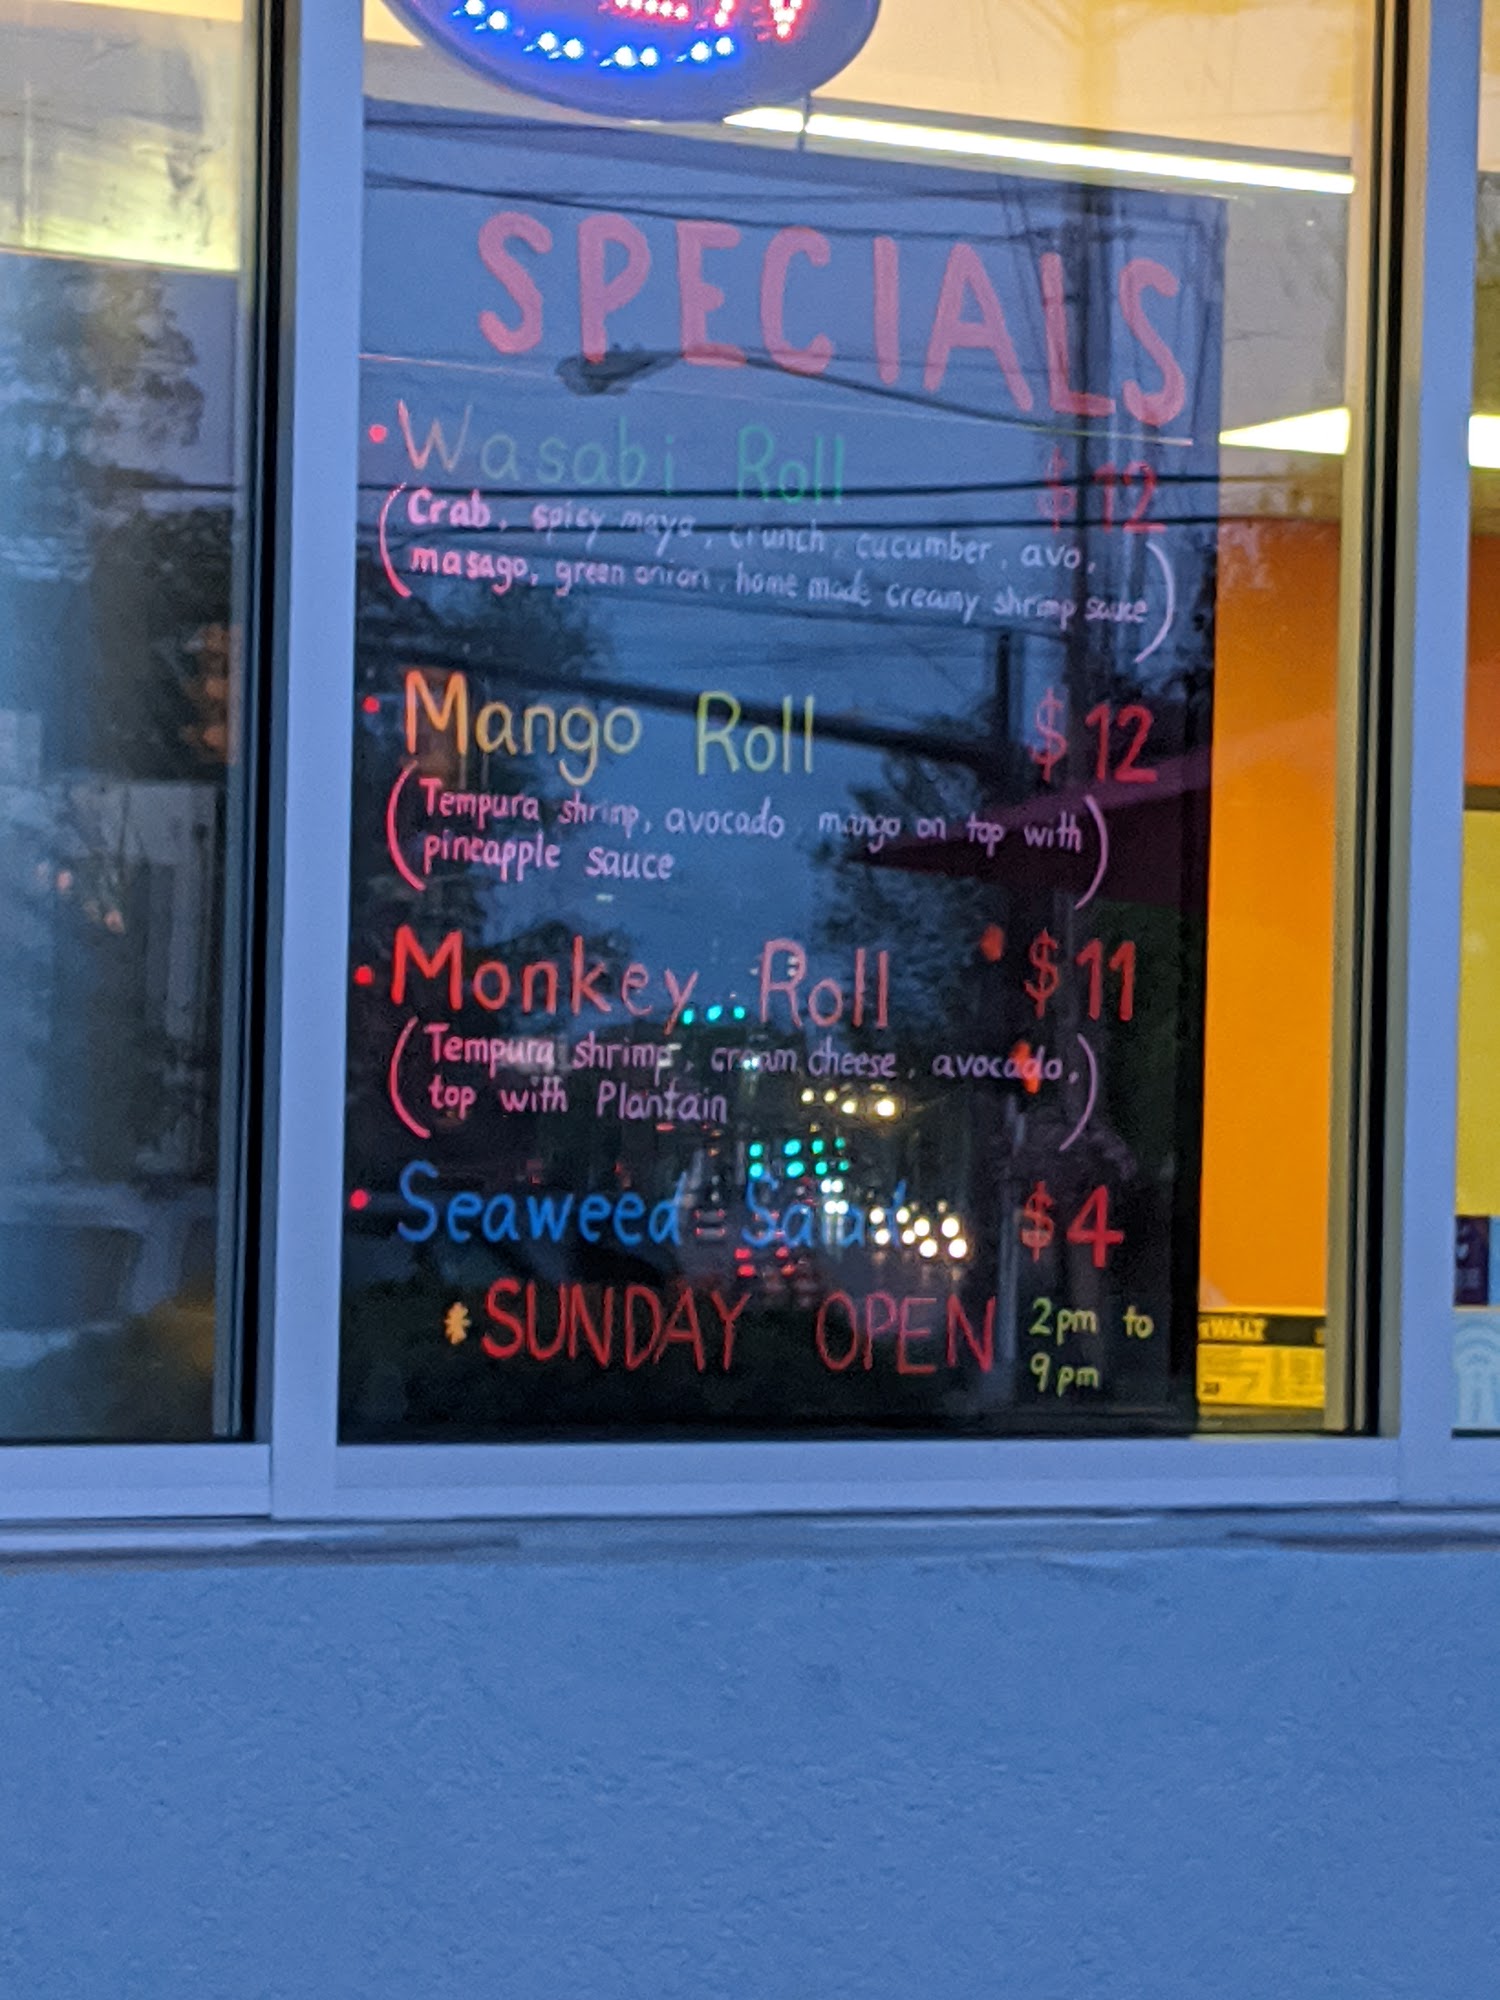 SPECIALS
• Wasabi Roll $12
(Crab, spicy mayo, crunch, cucumber, avo,
masago, green onion, home made creamy shrimp sauce)
• Mango Roll $12
(Tempura shrimp, avocado, mango on top with
pineapple sauce)
• Monkey Roll $11
(Tempura shrimp, cream cheese, avocado,
top with Plantain)
• Seaweed Salad $4
* SUNDAY OPEN 2pm to
9pm
WALT